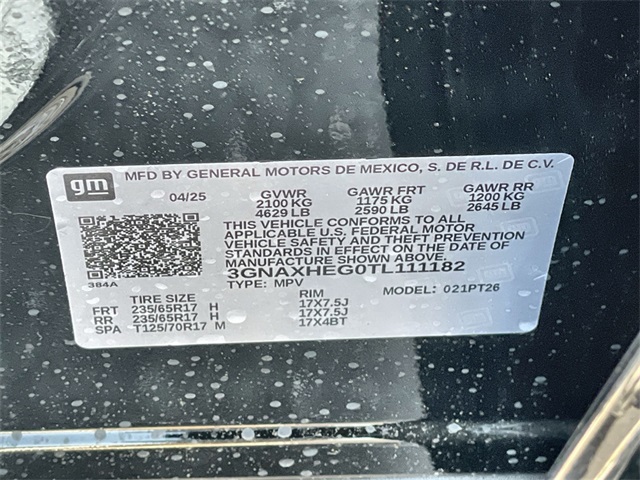 gm MFD BY GENERAL MOTORS DE MEXICO, S. DE R.L. DE C.V.
04/25 GVWR GAWR FRT GAWR RR
2100 KG 1175 KG 1200 KG
4629 LB 2590 LB 2645 LB
THIS VEHICLE CONFORMS TO ALL
APPLICABLE U.S. FEDERAL MOTOR
VEHICLE SAFETY AND THEFT PREVENTION
STANDARDS IN EFFECT ON THE DATE OF
MANUFACTURE SHOWN ABOVE.
3GNAXHEG0TL111182
384A TYPE: MPV MODEL: 021PT26
TIRE SIZE RIM
FRT 235/65R17 H 17X7.5J
RR 235/65R17 H 17X7.5J
SPA T125/70R17 M 17X4BT